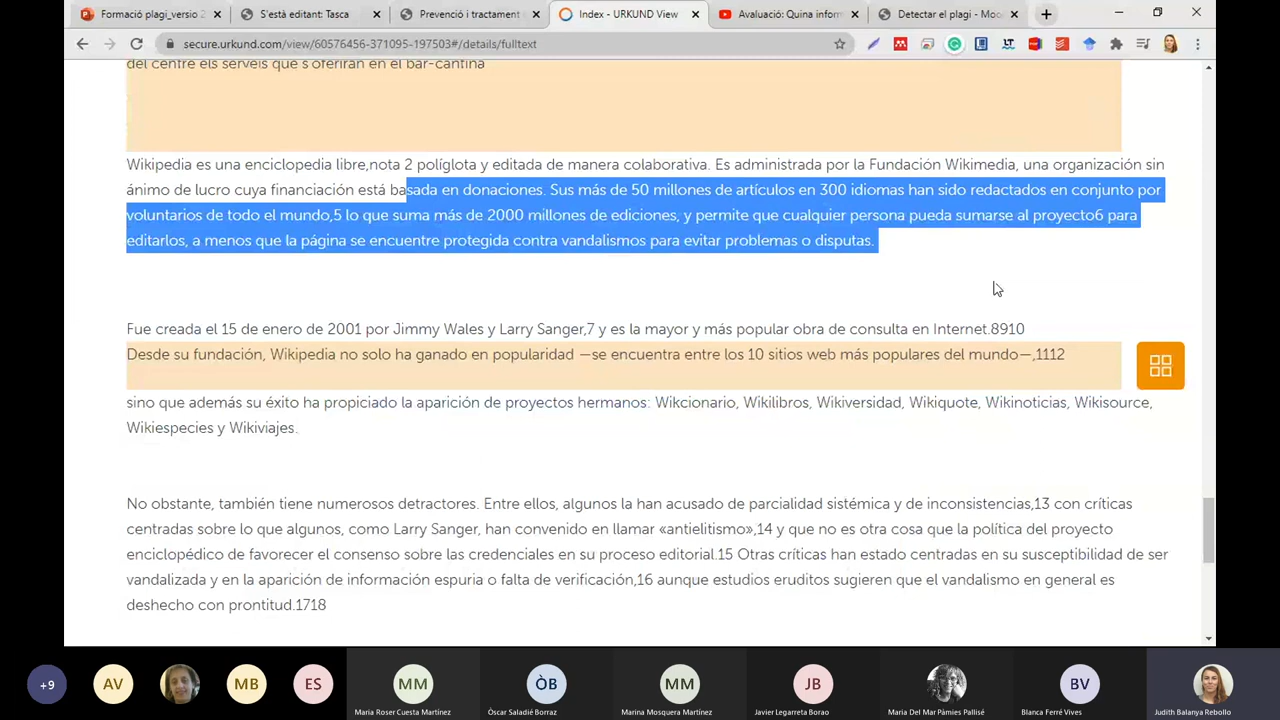 Formació plagi_versio 2
S'està editant: Tasca
Prevenció i tractament
Index - URKUND View
Avaluació: Quina inform
Detectar el plagi - Moo
secure.urkund.com/view/60576456-371095-197503#/details/fulltext
del centre els serveis que s'oferiran en el bar-cantina
Wikipedia es una enciclopedia libre,nota 2 políglota y editada de manera colaborativa. Es administrada por la Fundación Wikimedia, una organización sin
ánimo de lucro cuya financiación está basada en donaciones. Sus más de 50 millones de artículos en 300 idiomas han sido redactados en conjunto por
voluntarios de todo el mundo,5 lo que suma más de 2000 millones de ediciones, y permite que cualquier persona pueda sumarse al proyecto6 para
editarlos, a menos que la página se encuentre protegida contra vandalismos para evitar problemas o disputas.
Fue creada el 15 de enero de 2001 por Jimmy Wales y Larry Sanger,7 y es la mayor y más popular obra de consulta en Internet.8910
Desde su fundación, Wikipedia no solo ha ganado en popularidad —se encuentra entre los 10 sitios web más populares del mundo—,1112
sino que además su éxito ha propiciado la aparición de proyectos hermanos: Wikcionario, Wikilibros, Wikiversidad, Wikiquote, Wikinoticias, Wikisource,
Wikiespecies y Wikiviajes.
No obstante, también tiene numerosos detractores. Entre ellos, algunos la han acusado de parcialidad sistémica y de inconsistencias,13 con críticas
centradas sobre lo que algunos, como Larry Sanger, han convenido en llamar «antielitismo»,14 y que no es otra cosa que la política del proyecto
enciclopédico de favorecer el consenso sobre las credenciales en su proceso editorial.15 Otras críticas han estado centradas en su susceptibilidad de ser
vandalizada y en la aparición de información espuria o falta de verificación,16 aunque estudios eruditos sugieren que el vandalismo en general es
deshecho con prontitud.1718
+9
AV
MB
ES
MM
ÒB
MM
JB
BV
Maria Roser Cuesta Martínez
Òscar Saladié Borraz
Marina Mosquera Martínez
Javier Legarreta Borao
Maria Del Mar Pàmies Pallisé
Blanca Ferré Vives
Judith Balanya Rebollo